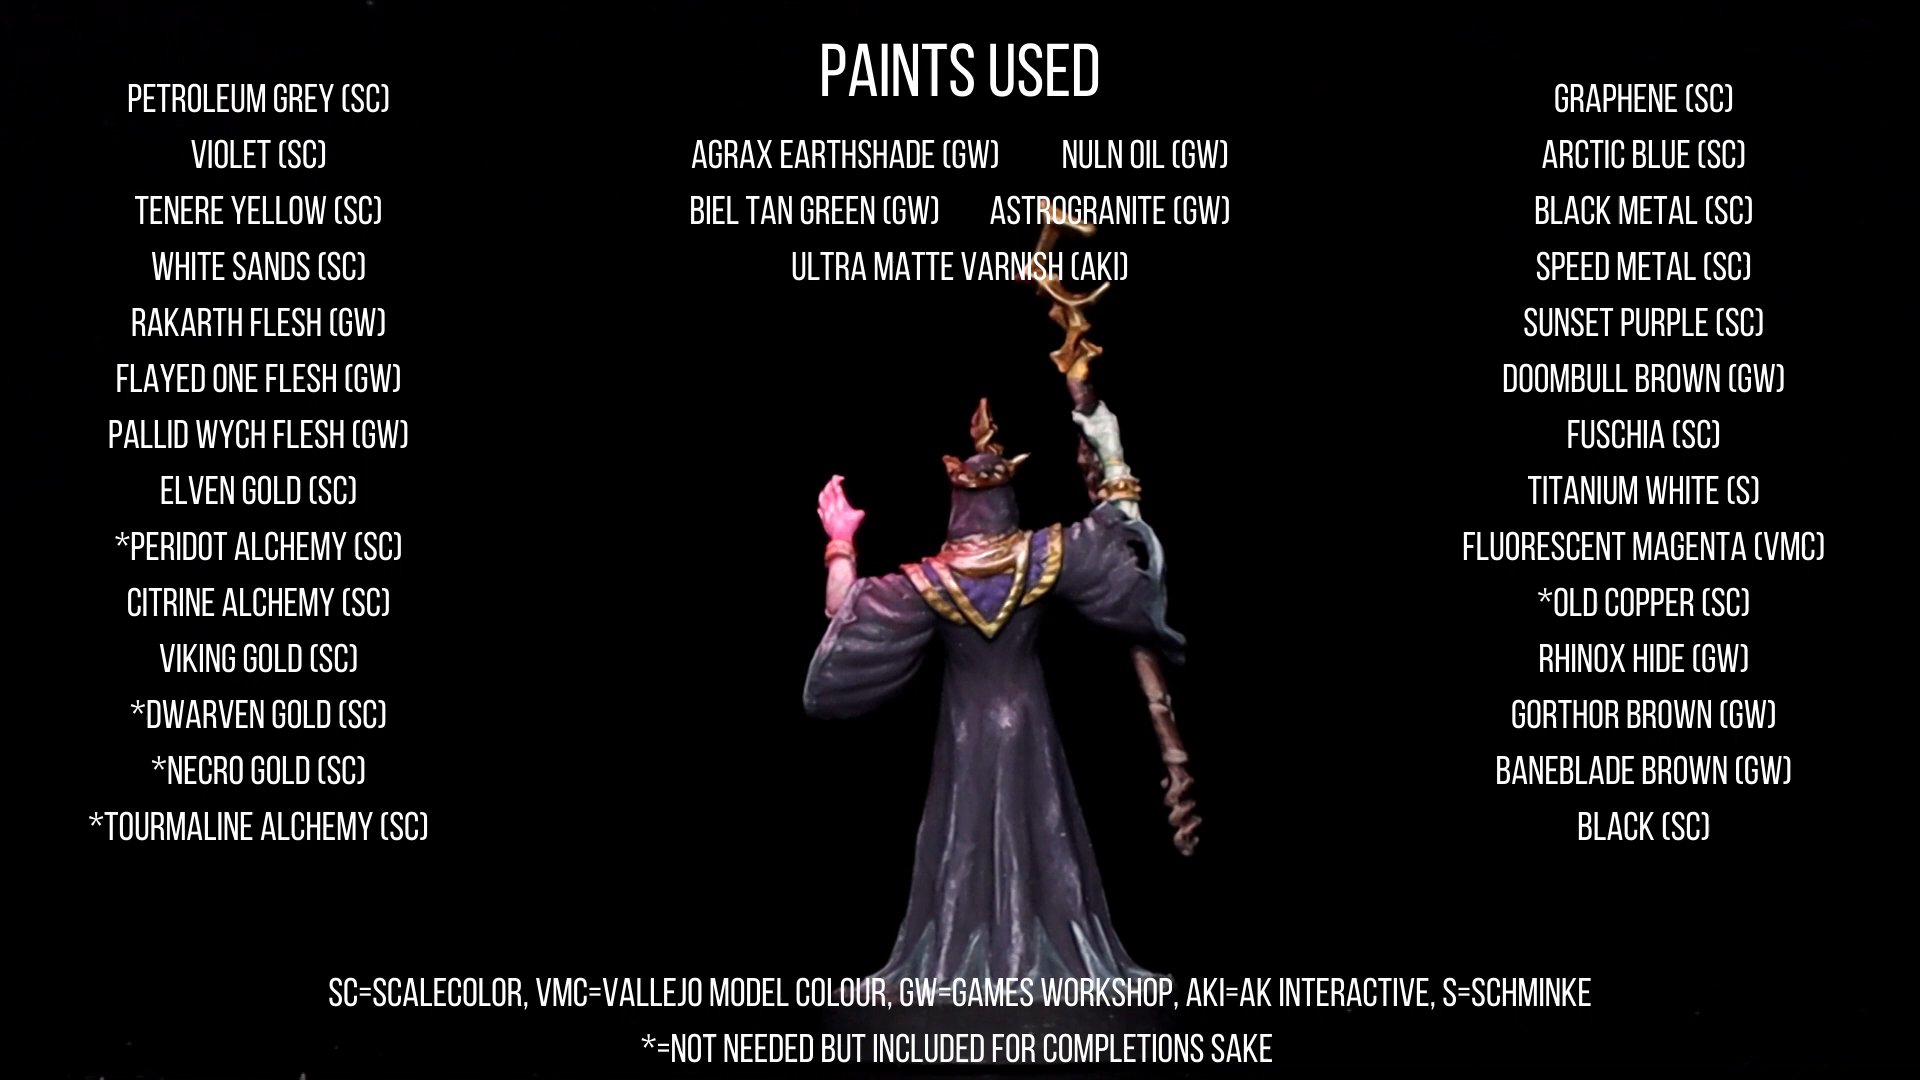 PAINTS USED
PETROLEUM GREY (SC)
VIOLET (SC)
TENERE YELLOW (SC)
WHITE SANDS (SC)
RAKARTH FLESH (GW)
FLAYED ONE FLESH (GW)
PALLID WYCH FLESH (GW)
ELVEN GOLD (SC)
*PERIDOT ALCHEMY (SC)
CITRINE ALCHEMY (SC)
VIKING GOLD (SC)
*DWARVEN GOLD (SC)
*NECRO GOLD (SC)
*TOURMALINE ALCHEMY (SC)
AGRAX EARTHSHADE (GW) NULN OIL (GW)
BIEL TAN GREEN (GW) ASTROGRANITE (GW)
ULTRA MATTE VARNISH (AKI)
GRAPHENE (SC)
ARCTIC BLUE (SC)
BLACK METAL (SC)
SPEED METAL (SC)
SUNSET PURPLE (SC)
DOOMBULL BROWN (GW)
FUSCHIA (SC)
TITANIUM WHITE (S)
FLUORESCENT MAGENTA (VMC)
*OLD COPPER (SC)
RHINOX HIDE (GW)
GORTHOR BROWN (GW)
BANEBLADE BROWN (GW)
BLACK (SC)
SC=SCALECOLOR, VMC=VALLEJO MODEL COLOUR, GW=GAMES WORKSHOP, AKI=AK INTERACTIVE, S=SCHMINKE
*=NOT NEEDED BUT INCLUDED FOR COMPLETIONS SAKE